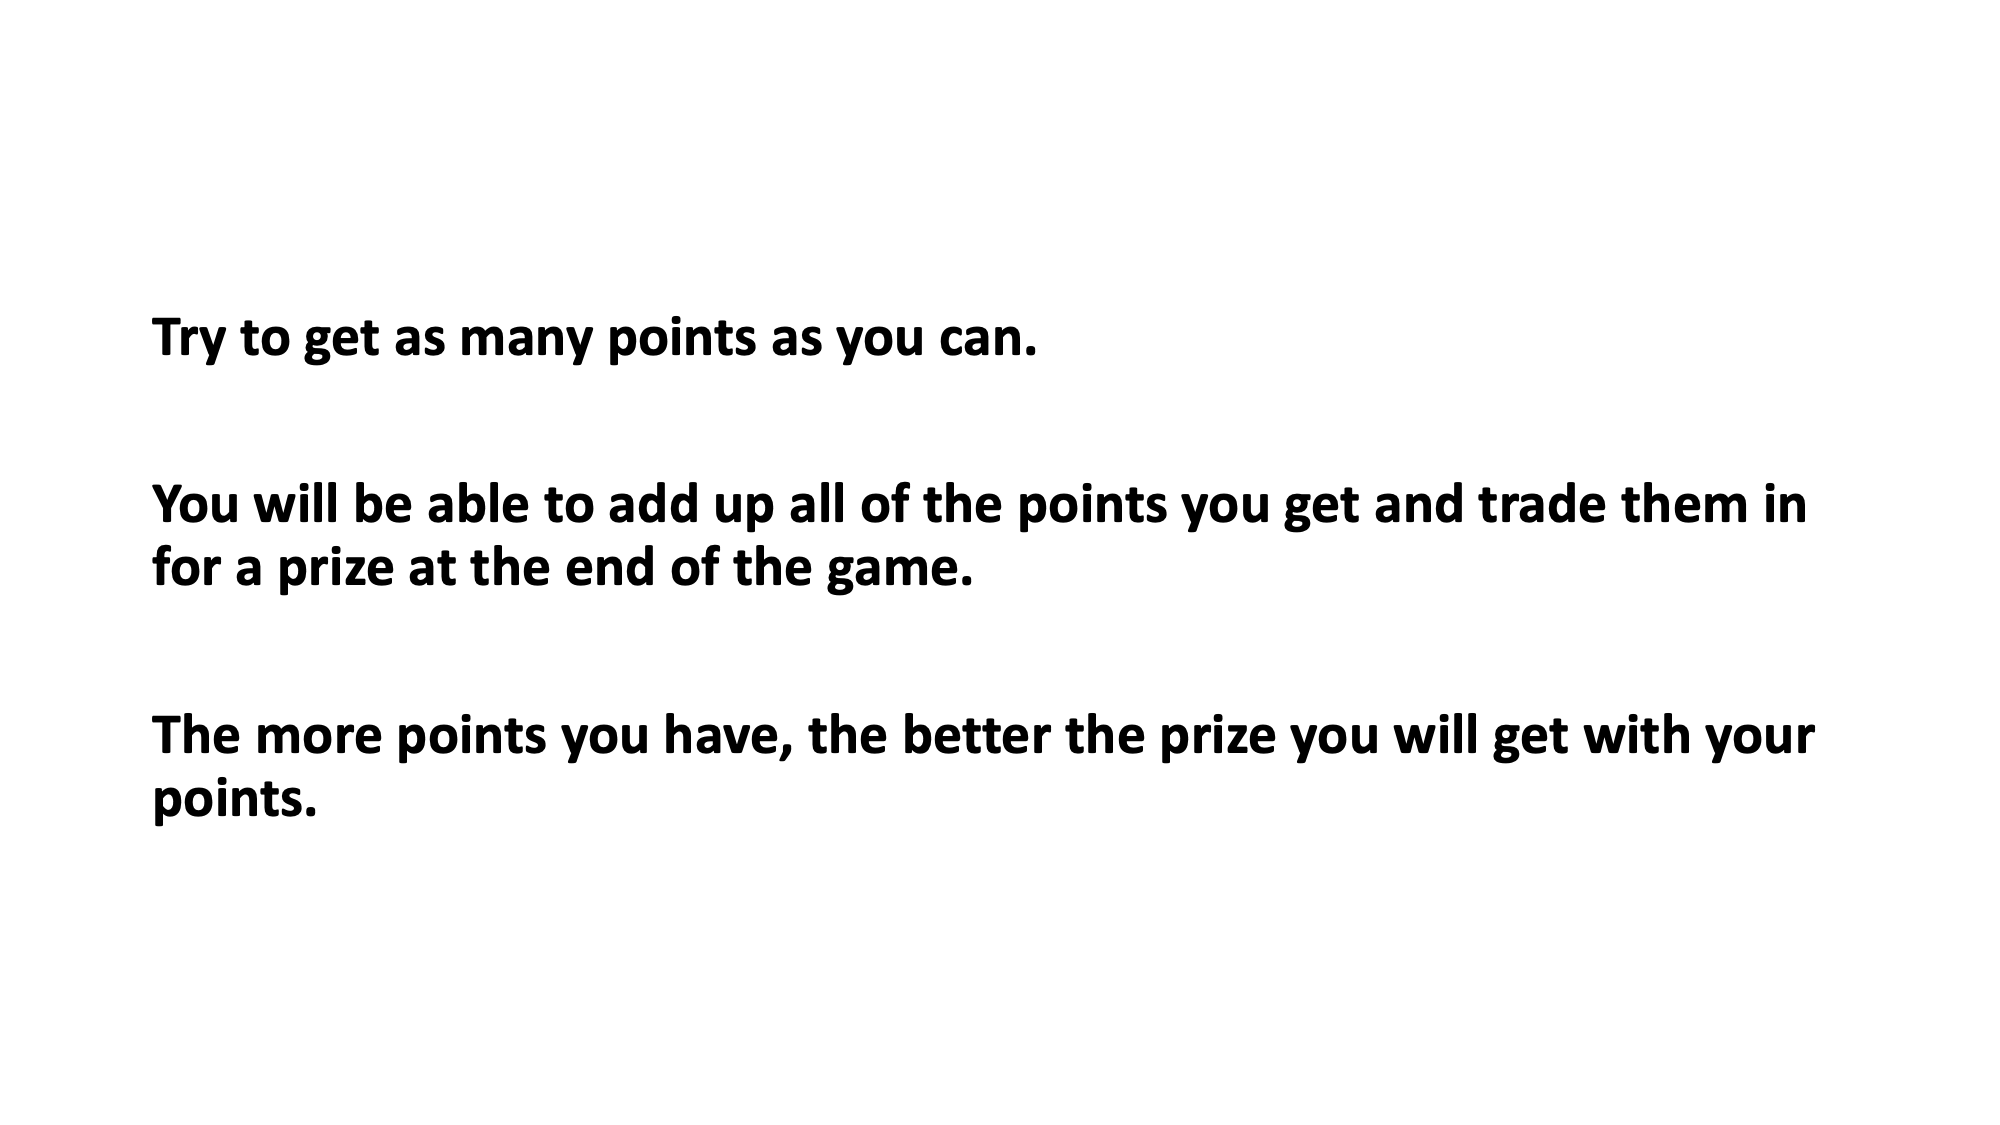 Try to get as many points as you can.
You will be able to add up all of the points you get and trade them in
for a prize at the end of the game.
The more points you have, the better the prize you will get with your
points.